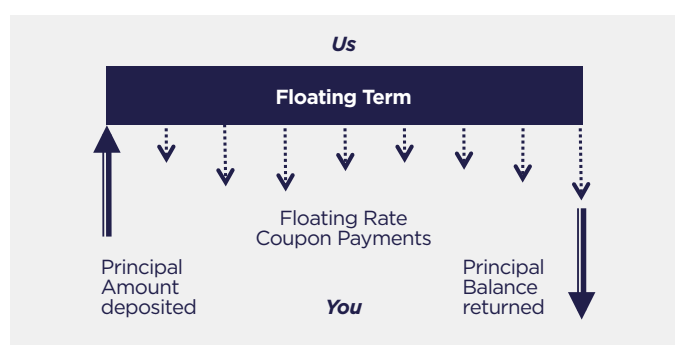 Us
Floating Term
Floating Rate
Coupon Payments
Principal
Amount
deposited
You
Principal
Balance
returned